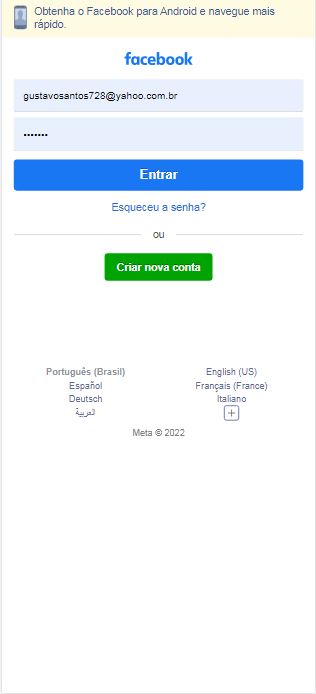 Obtenha o Facebook para Android e navegue mais
rápido.
facebook
gustavosantos728@yahoo.com.br
•••••••
Entrar
Esqueceu a senha?
ou
Criar nova conta
Português (Brasil) English (US)
Español Français (France)
Deutsch Italiano
العربية +
Meta © 2022